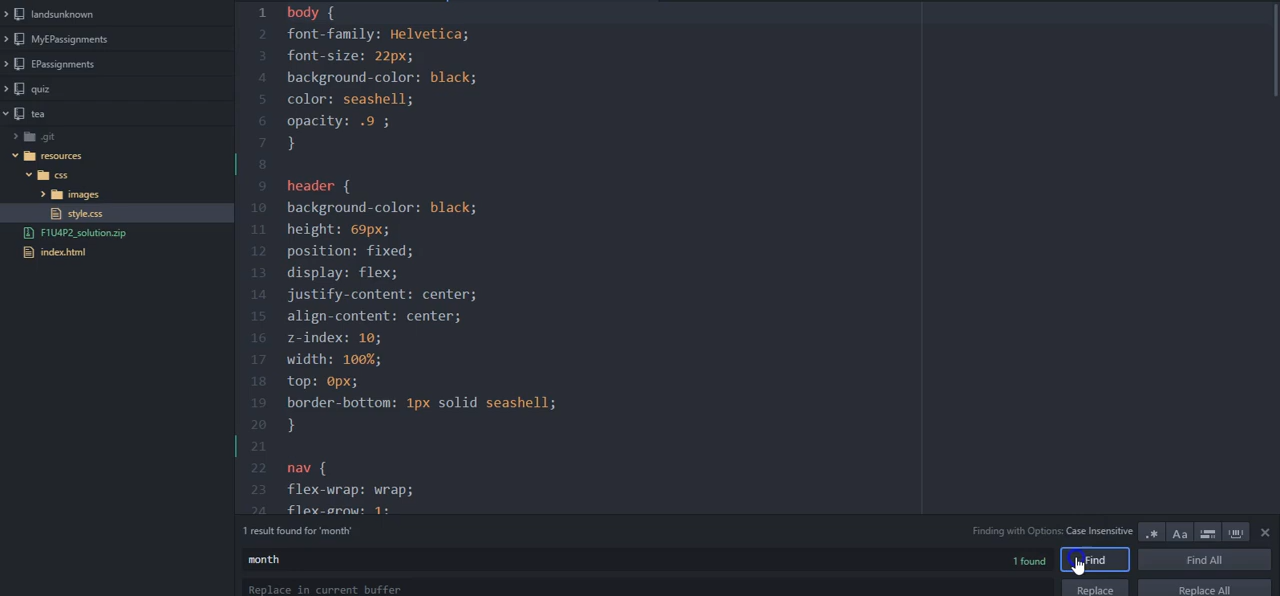 landsunknown
MyEPassignments
EPassignments
quiz
tea
.git
resources
css
images
style.css
F1U4P2_solution.zip
index.html
1 body {
2 font-family: Helvetica;
3 font-size: 22px;
4 background-color: black;
5 color: seashell;
6 opacity: .9 ;
7 }
8
9 header {
10 background-color: black;
11 height: 69px;
12 position: fixed;
13 display: flex;
14 justify-content: center;
15 align-content: center;
16 z-index: 10;
17 width: 100%;
18 top: 0px;
19 border-bottom: 1px solid seashell;
20 }
21
22 nav {
23 flex-wrap: wrap;
24 flex-grow: 1;
1 result found for 'month'
Finding with Options: Case Insensitive
.* Aa
month 1 found Find Find All
Replace in current buffer Replace Replace All